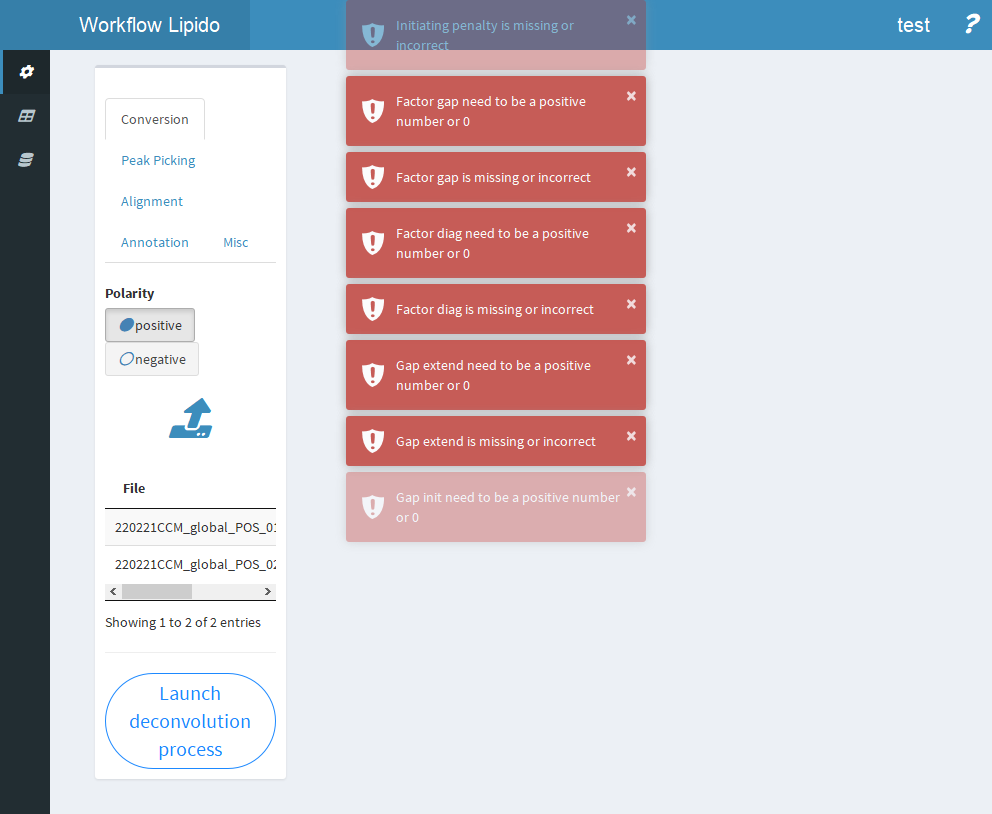 Workflow Lipido
test
?
Conversion
Peak Picking
Alignment
Annotation Misc
Polarity
positive
negative
File
220221CCM_global_POS_01
220221CCM_global_POS_02
Showing 1 to 2 of 2 entries
Launch
deconvolution
process
Initiating penalty is missing or
incorrect
×
Factor gap need to be a positive
number or 0
×
Factor gap is missing or incorrect
×
Factor diag need to be a positive
number or 0
×
Factor diag is missing or incorrect
×
Gap extend need to be a positive
number or 0
×
Gap extend is missing or incorrect
×
Gap init need to be a positive number
or 0
×